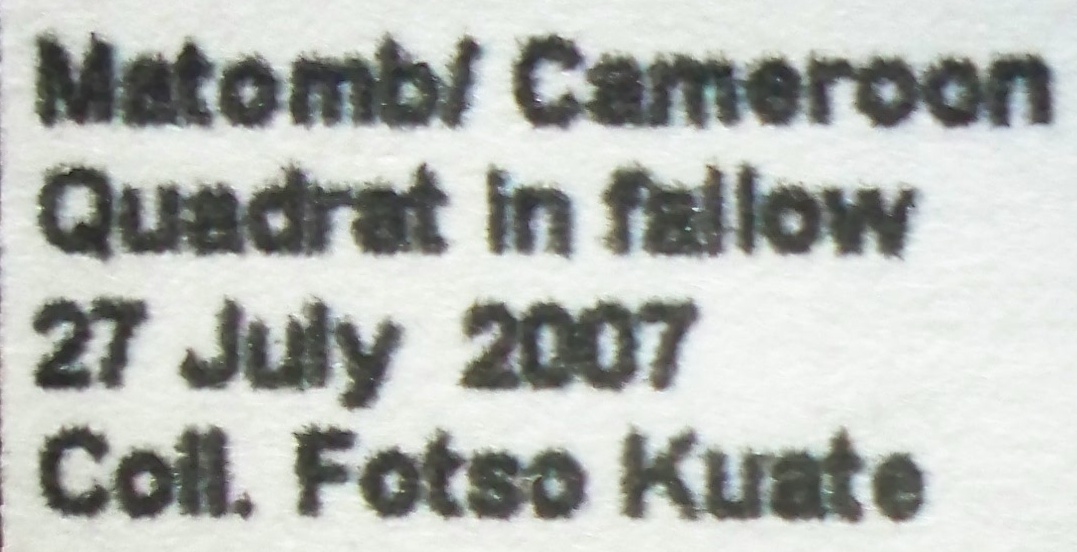 Matomb/ Cameroon
Quadrat in fallow
27 July 2007
Coll. Fotso Kuate